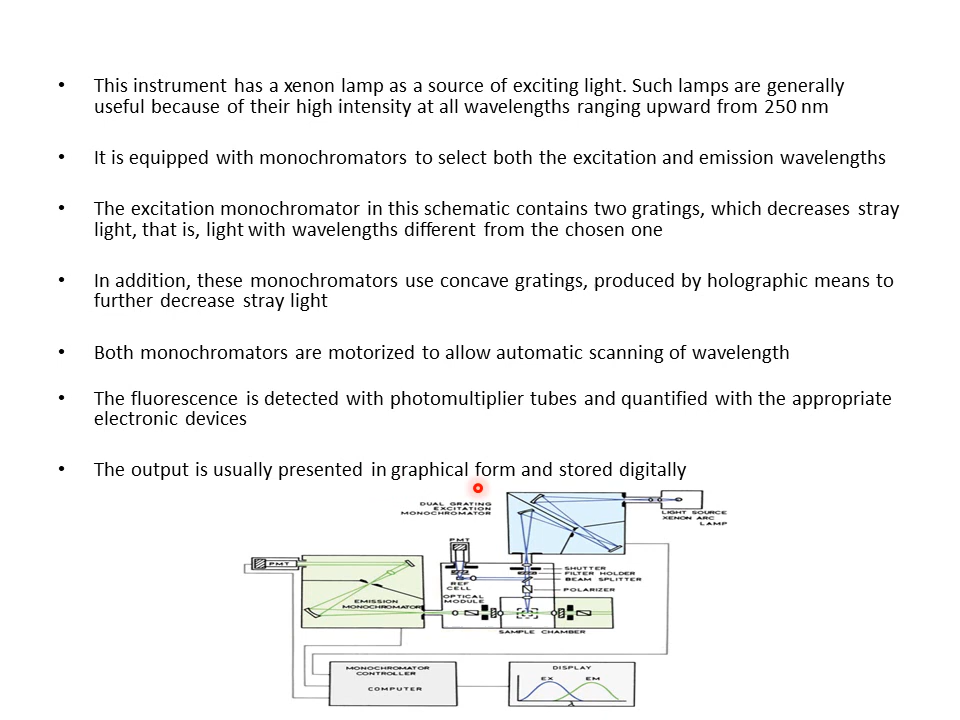 • This instrument has a xenon lamp as a source of exciting light. Such lamps are generally
useful because of their high intensity at all wavelengths ranging upward from 250 nm
• It is equipped with monochromators to select both the excitation and emission wavelengths
• The excitation monochromator in this schematic contains two gratings, which decreases stray
light, that is, light with wavelengths different from the chosen one
• In addition, these monochromators use concave gratings, produced by holographic means to
further decrease stray light
• Both monochromators are motorized to allow automatic scanning of wavelength
• The fluorescence is detected with photomultiplier tubes and quantified with the appropriate
electronic devices
• The output is usually presented in graphical form and stored digitally
DUAL GRATING
EXCITATION
MONOCHROMATOR
LIGHT SOURCE
XENON ARC
LAMP
PMT
PMT
SHUTTER
FILTER HOLDER
BEAM SPLITTER
POLARIZER
REF
CELL
OPTICAL
MODULE
EMISSION
MONOCHROMATOR
SAMPLE CHAMBER
MONOCHROMATOR
CONTROLLER
COMPUTER
DISPLAY
EX
EM
λ